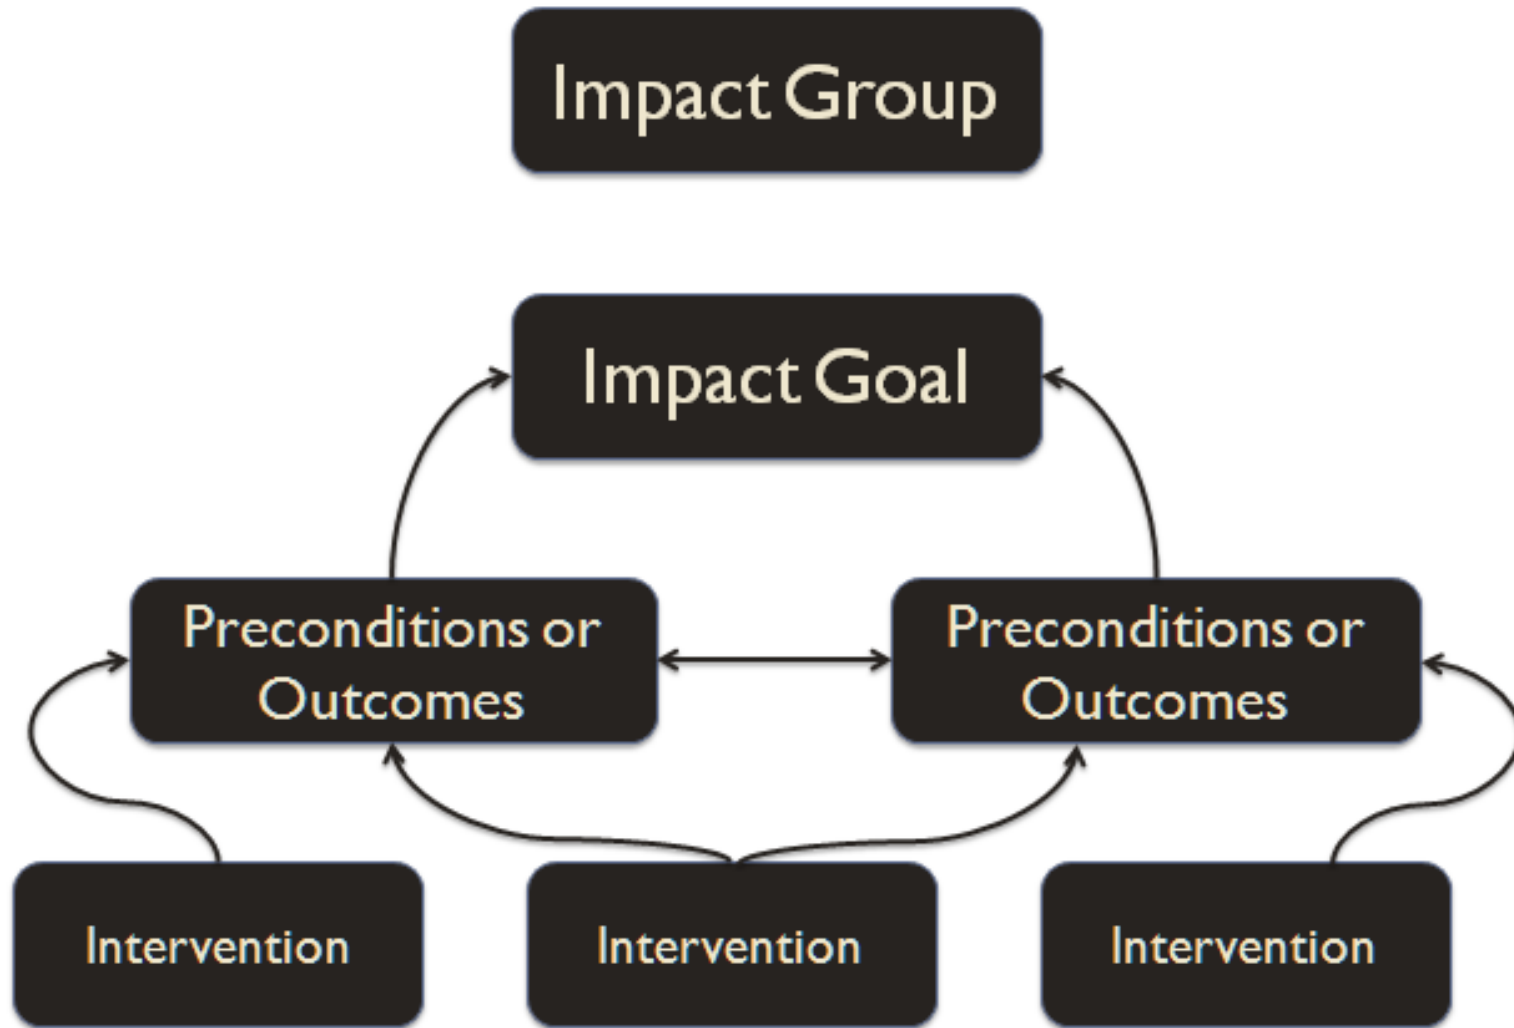 Impact Group
Impact Goal
Preconditions or
Outcomes
Preconditions or
Outcomes
Intervention
Intervention
Intervention